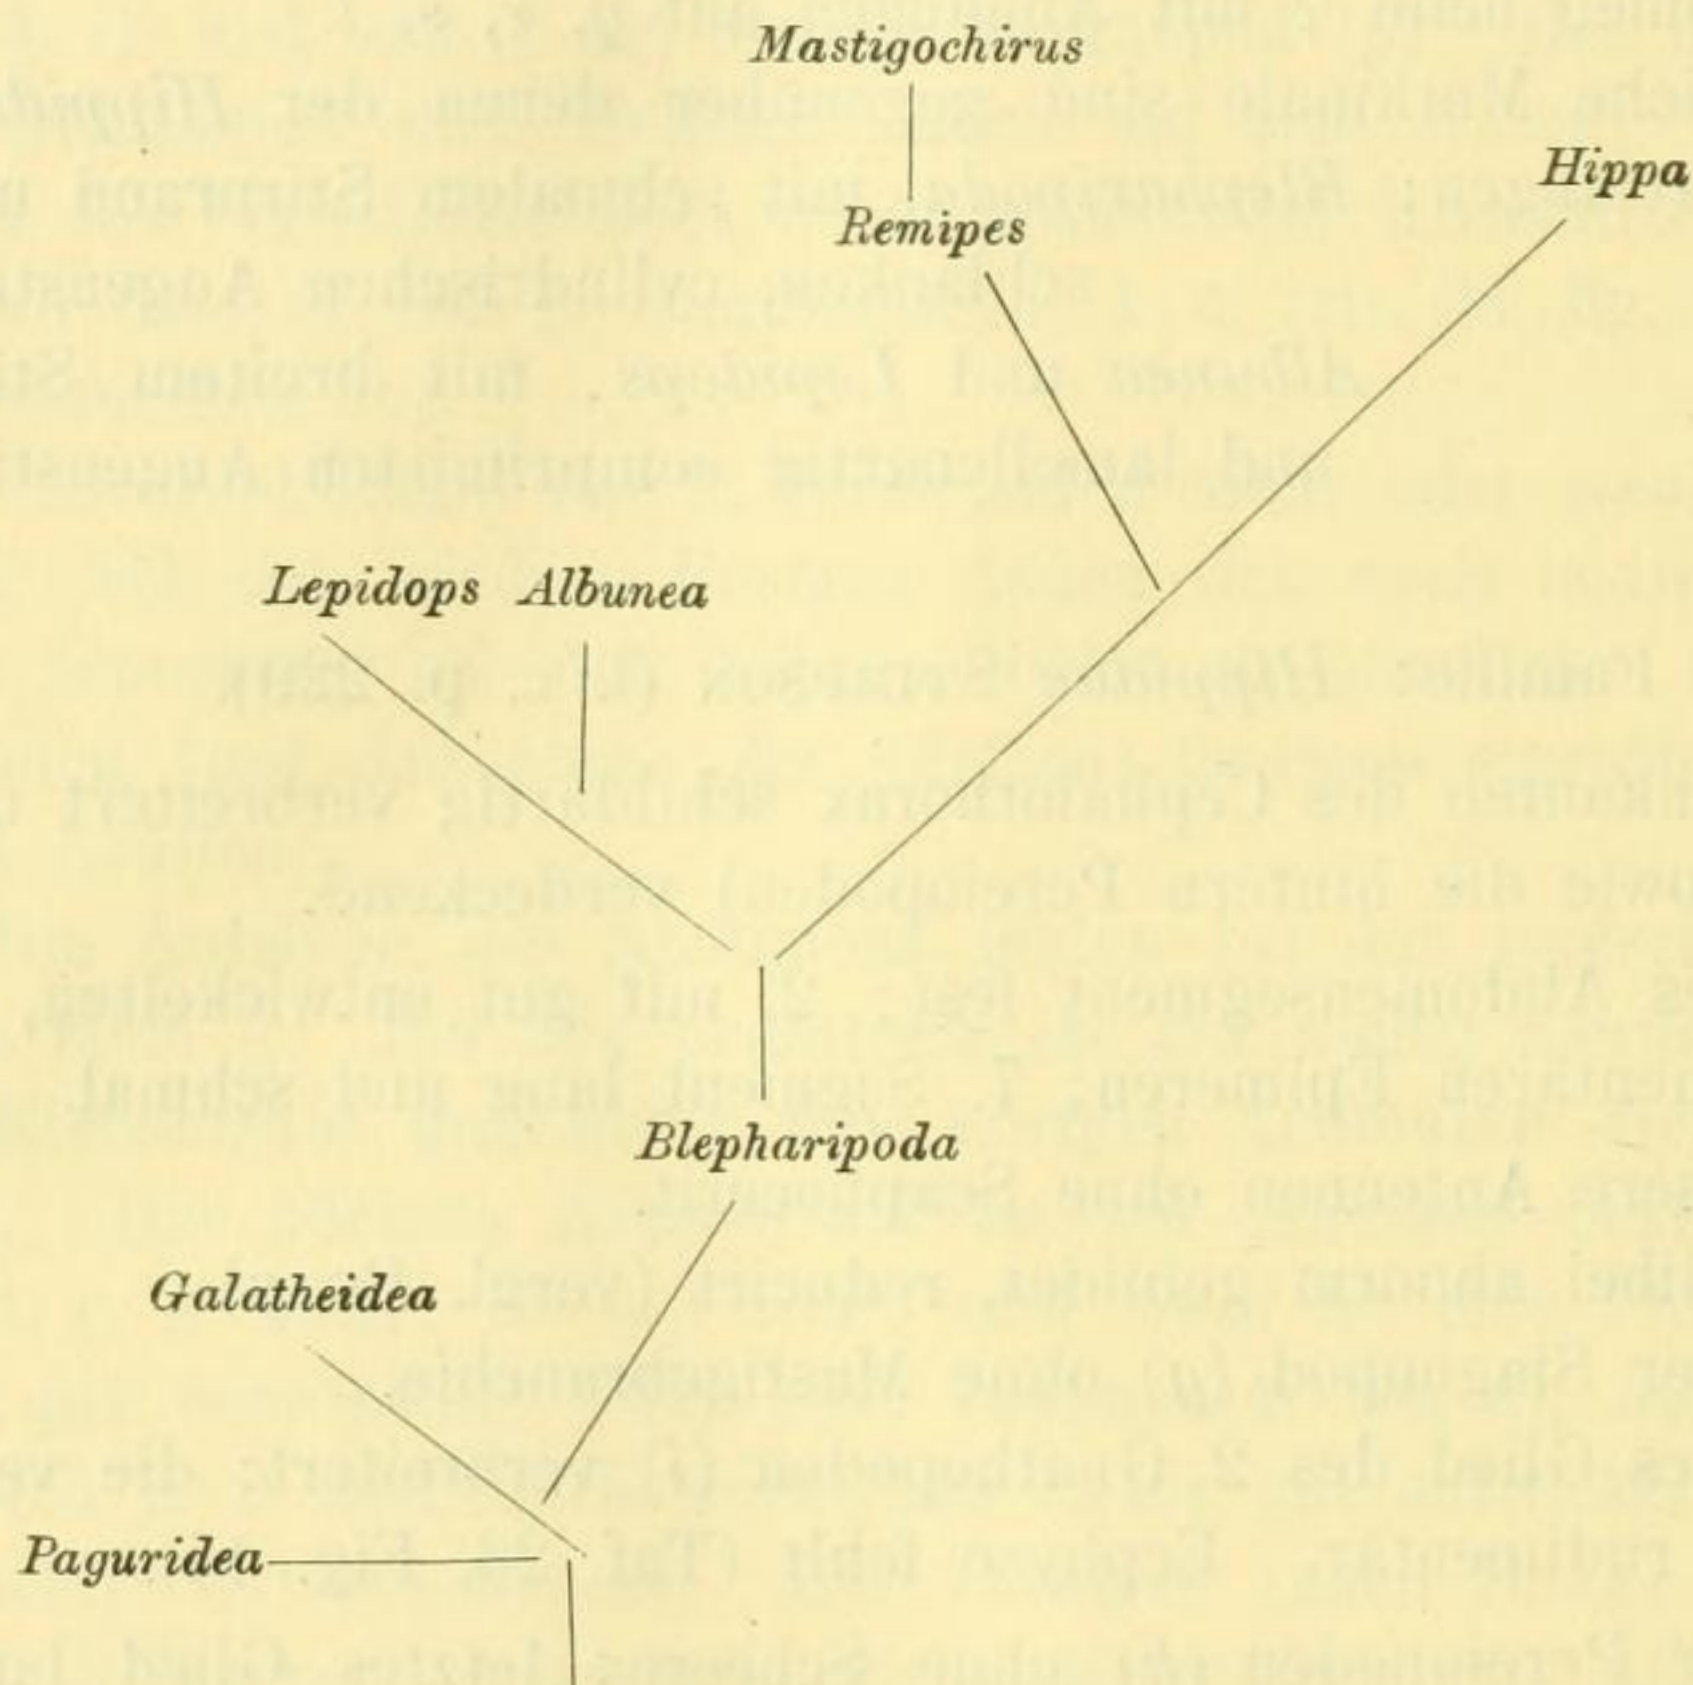 Mastigochirus
Hippa
Remipes
Lepidops Albunea
Blepharipoda
Galatheidea
Paguridea